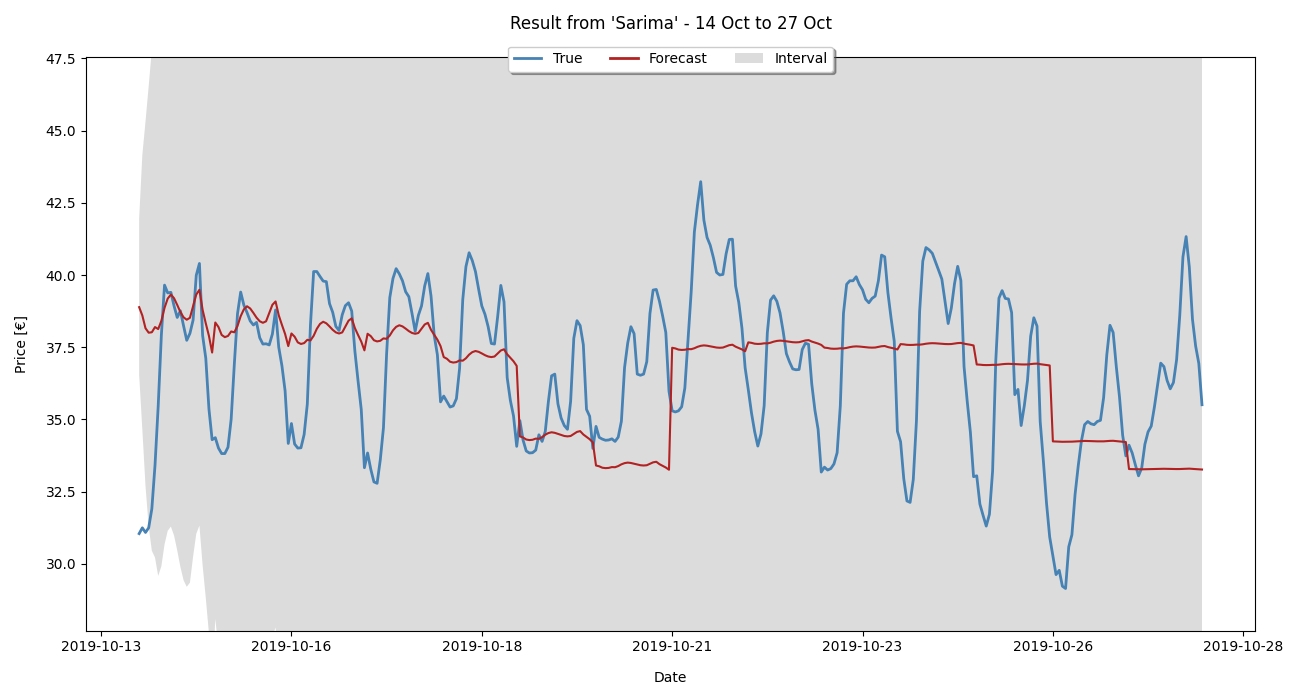 Result from 'Sarima' - 14 Oct to 27 Oct
True Forecast Interval
47.5
45.0
42.5
40.0
37.5
35.0
32.5
30.0
Price [€]
2019-10-13 2019-10-16 2019-10-18 2019-10-21 2019-10-23 2019-10-26 2019-10-28
Date